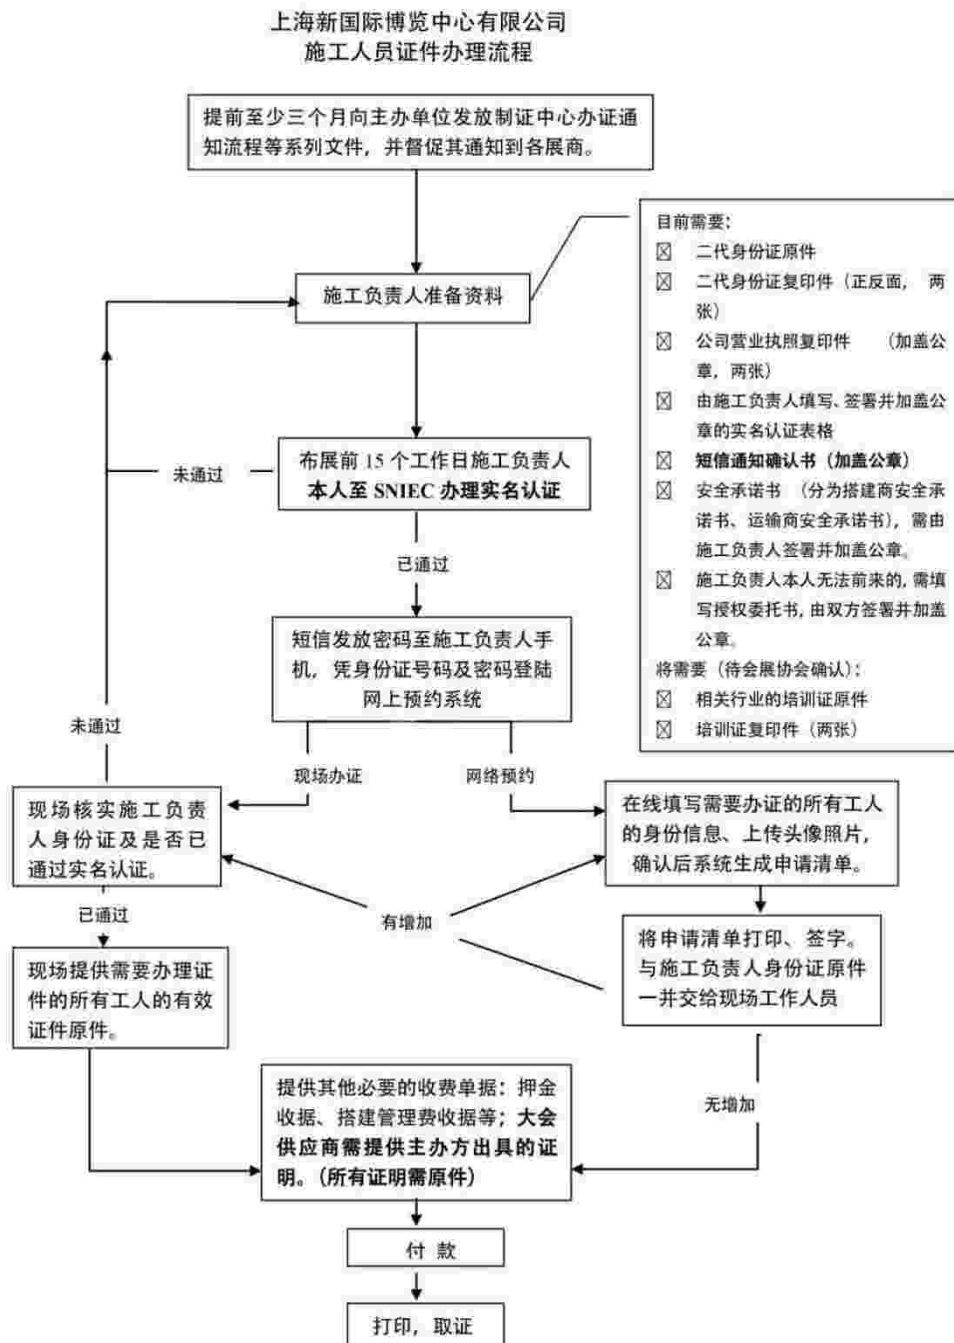 上海新国际博览中心有限公司
施工人员证件办理流程
提前至少三个月向主办单位发放制证中心办证通
知流程等系列文件，并督促其通知到各展商。
目前需要：
二代身份证原件
二代身份证复印件（正反面， 两
张）
公司营业执照复印件 （加盖公
章，两张）
由施工负责人填写、签署并加盖公
章的实名认证表格
短信通知确认书（加盖公章）
安全承诺书 （分为搭建商安全承
诺书、运输商安全承诺书），需由
施工负责人签署并加盖公章。
施工负责人本人无法前来的，需填
写授权委托书，由双方签署并加盖
公章。
将需要（待会展协会确认）：
相关行业的培训证原件
培训证复印件（两张）
施工负责人准备资料
布展前 15 个工作日施工负责人
本人至 SNIEC 办理实名认证
未通过
已通过
短信发放密码至施工负责人手
机，凭身份证号码及密码登陆
网上预约系统
未通过
现场办证
网络预约
现场核实施工负责
人身份证及是否已
通过实名认证。
在线填写需要办证的所有工人
的身份信息、上传头像照片，
确认后系统生成申请清单。
已通过
有增加
将申请清单打印、签字。
与施工负责人身份证原件
一并交给现场工作人员
现场提供需要办理证
件的所有工人的有效
证件原件。
无增加
提供其他必要的收费单据：押金
收据、搭建管理费收据等；大会
供应商需提供主办方出具的证
明。（所有证明需原件）
付 款
打印，取证